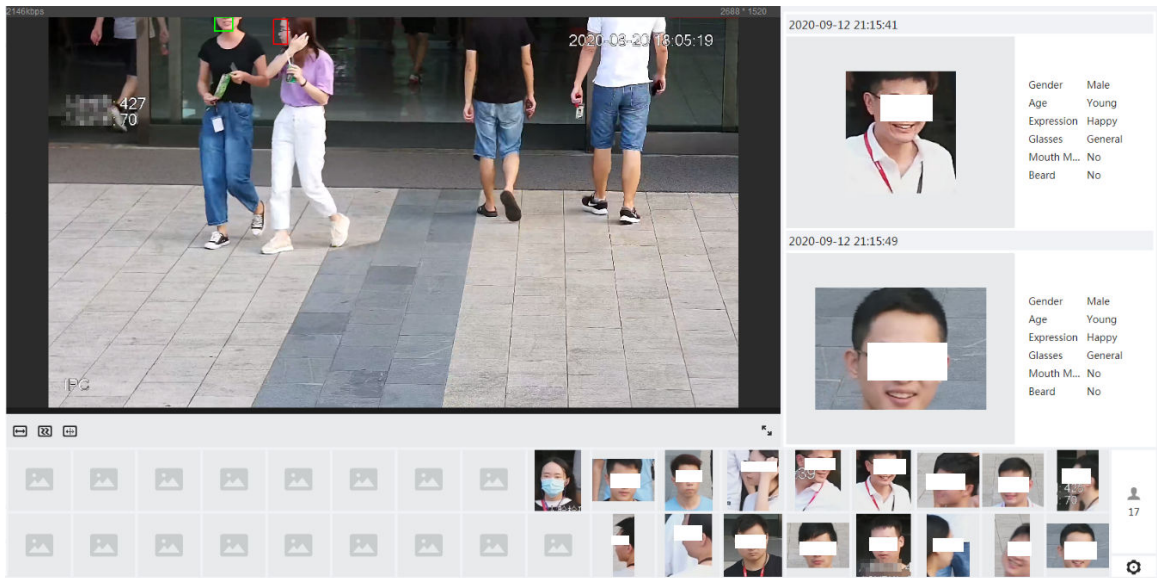 2146kbps
2688 * 1520
2020-08-20 18:05:19
427
70
IPC
2020-09-12 21:15:41
Gender Male
Age Young
Expression Happy
Glasses General
Mouth M... No
Beard No
2020-09-12 21:15:49
Gender Male
Age Young
Expression Happy
Glasses General
Mouth M... No
Beard No
39
70
17